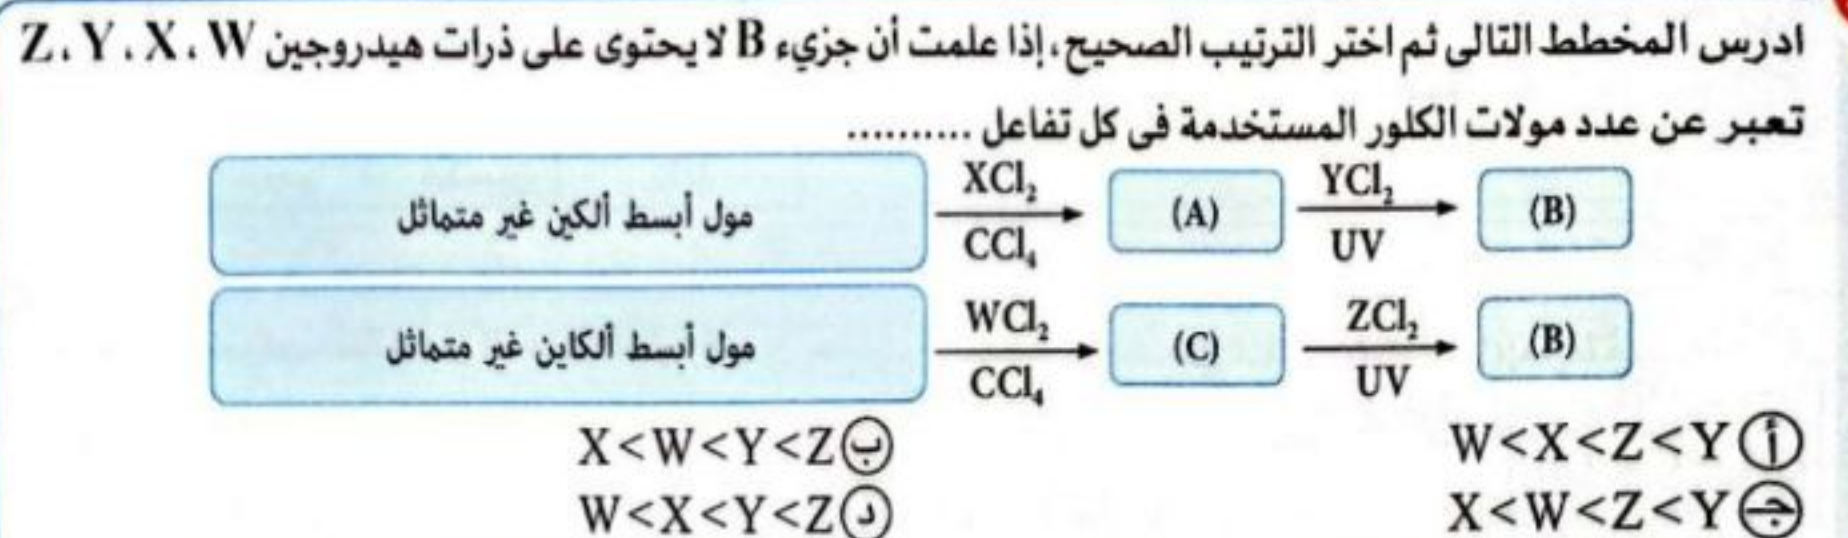 ادرس المخطط التالى ثم اختر الترتيب الصحيح، إذا علمت أن جزيء B لا يحتوى على ذرات هيدروجين Z، Y، X، W
تعبر عن عدد مولات الكلور المستخدمة فى كل تفاعل ..........
مول أبسط ألكين غير متماثل XCl₂ CCl₄ (A) YCl₂ UV (B)
مول أبسط ألكاين غير متماثل WCl₂ CCl₄ (C) ZCl₂ UV (B)
أ W<X<Z<Y ب X<W<Y<Z
ج X<W<Z<Y د W<X<Y<Z